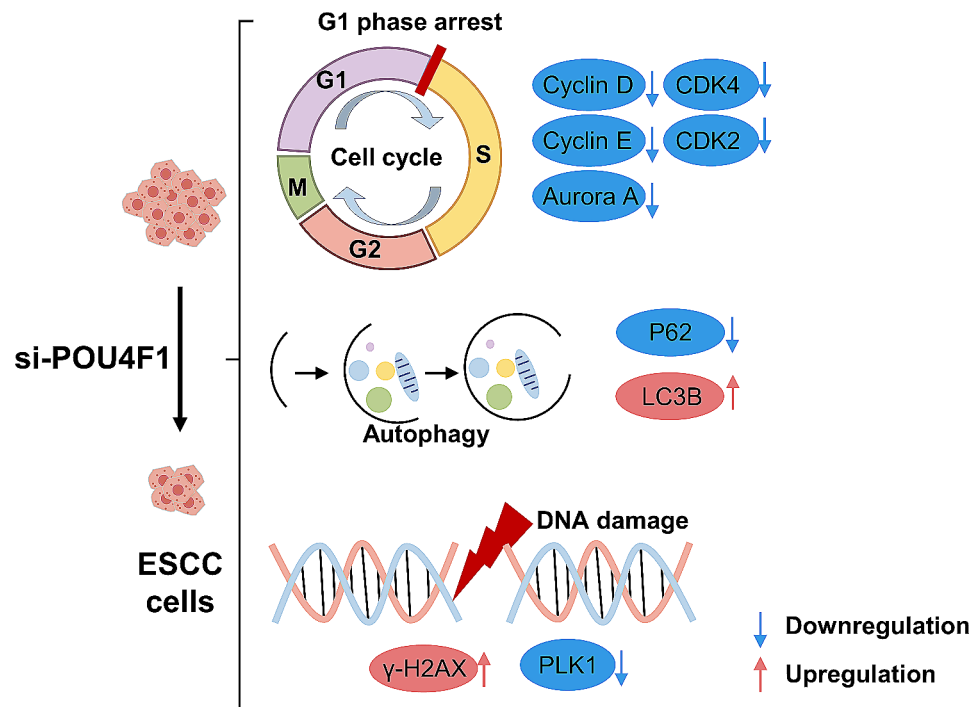 G1 phase arrest
G1
S
G2
M
Cell cycle
Cyclin D
CDK4
Cyclin E
CDK2
Aurora A
si-POU4F1
Autophagy
P62
LC3B
ESCC
cells
DNA damage
γ-H2AX
PLK1
Downregulation
Upregulation